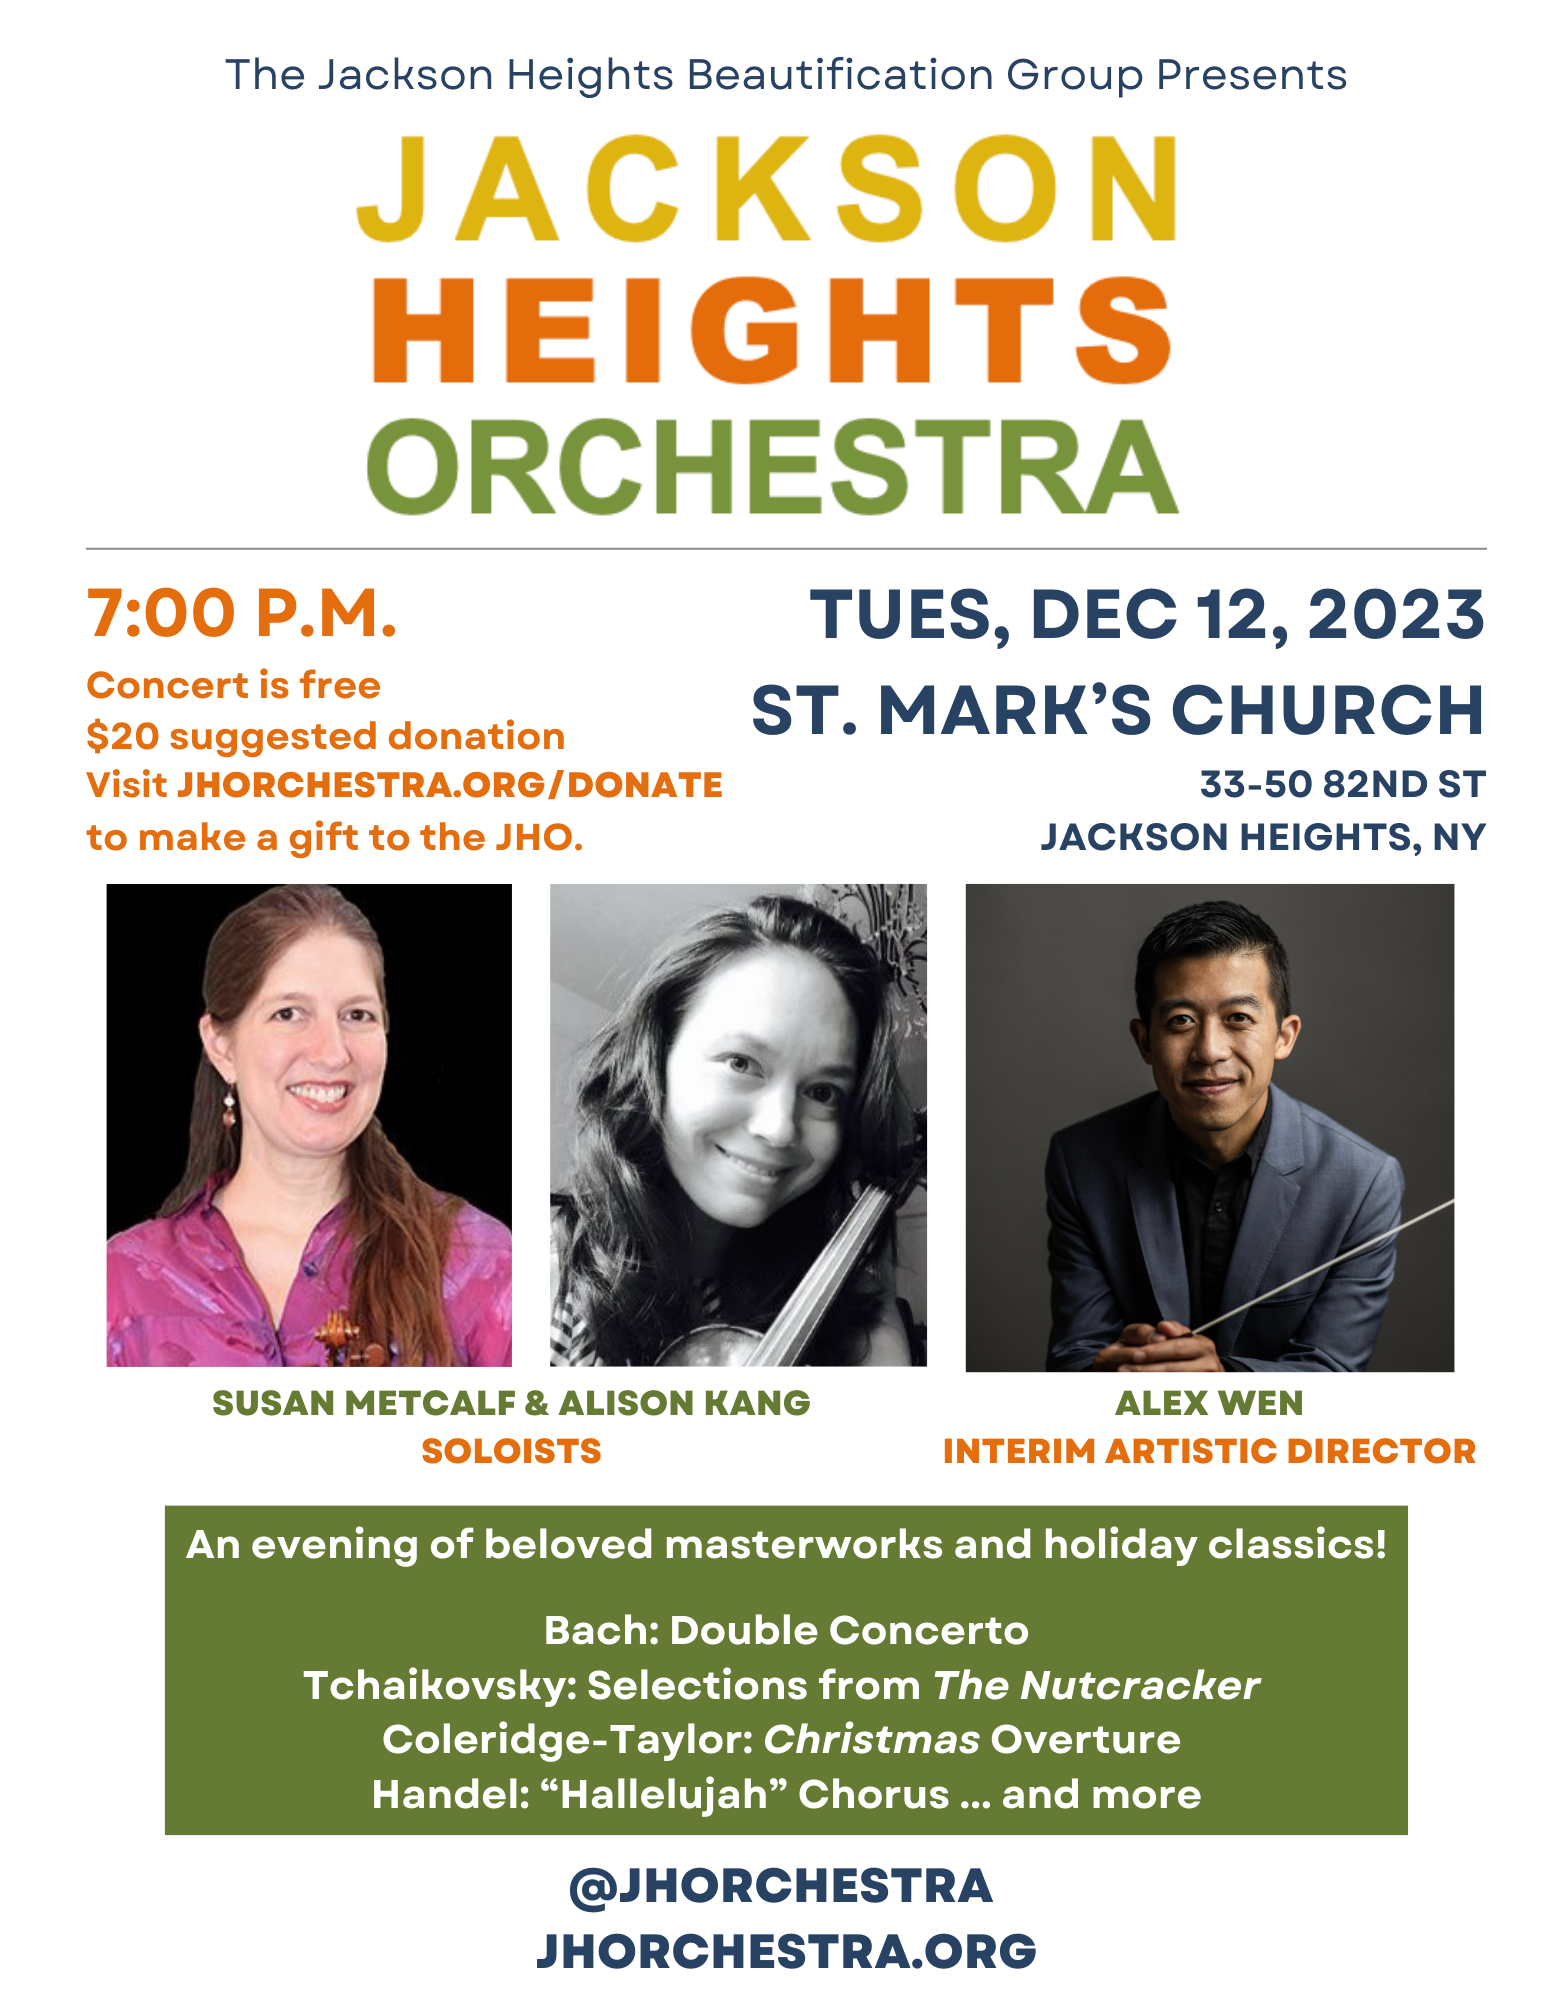 The Jackson Heights Beautification Group Presents
JACKSON
HEIGHTS
ORCHESTRA
7:00 P.M.
Concert is free
$20 suggested donation
Visit JHORCHESTRA.ORG/DONATE
to make a gift to the JHO.
TUES, DEC 12, 2023
ST. MARK’S CHURCH
33-50 82ND ST
JACKSON HEIGHTS, NY
SUSAN METCALF & ALISON KANG
SOLOISTS
ALEX WEN
INTERIM ARTISTIC DIRECTOR
An evening of beloved masterworks and holiday classics!
Bach: Double Concerto
Tchaikovsky: Selections from The Nutcracker
Coleridge-Taylor: Christmas Overture
Handel: “Hallelujah” Chorus ... and more
@JHORCHESTRA
JHORCHESTRA.ORG